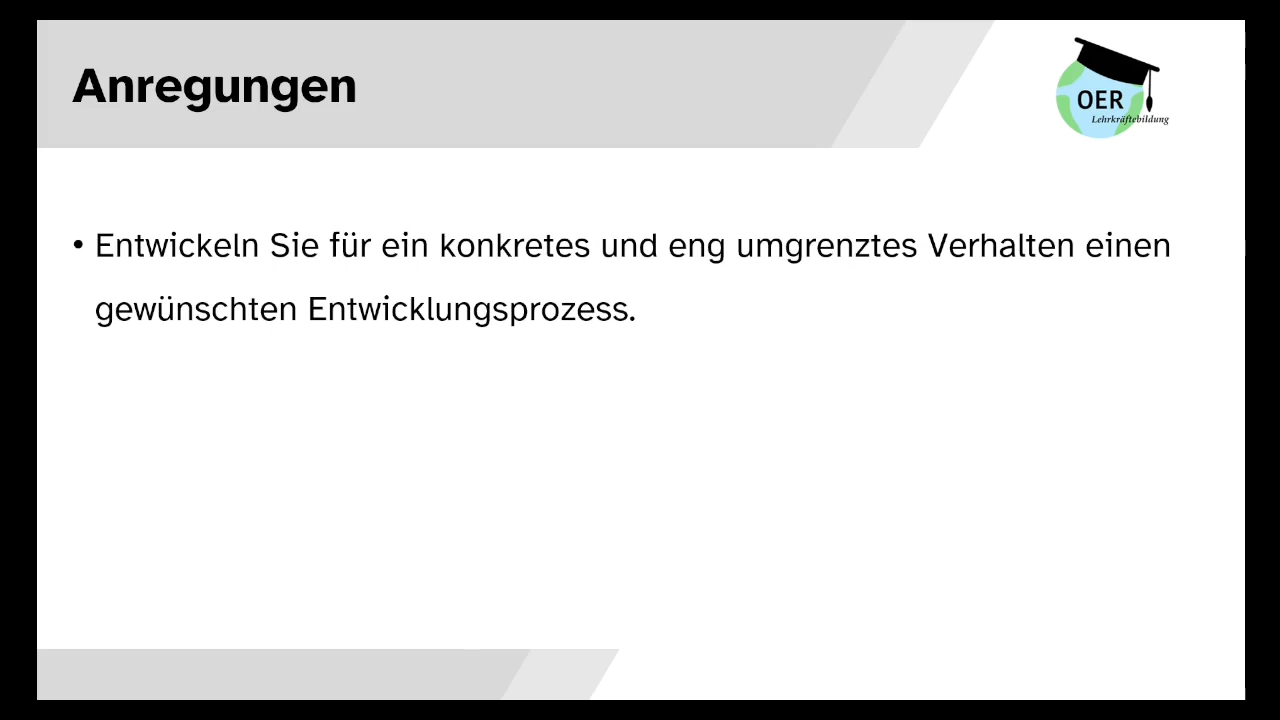 Anregungen
OER
Lehrkräftebildung
• Entwickeln Sie für ein konkretes und eng umgrenztes Verhalten einen
gewünschten Entwicklungsprozess.